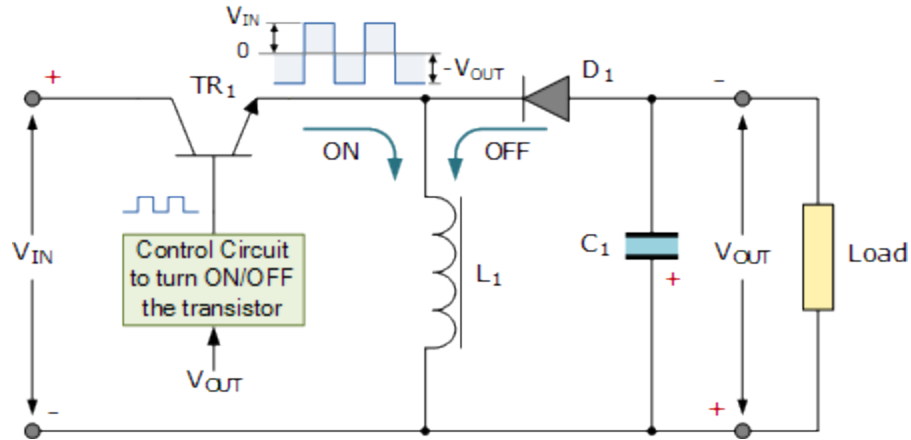 VIN
0
-VOUT
TR1
D1
+
-
ON
OFF
VIN
Control Circuit
to turn ON/OFF
the transistor
VOUT
L1
C1
+
VOUT
Load
-
+